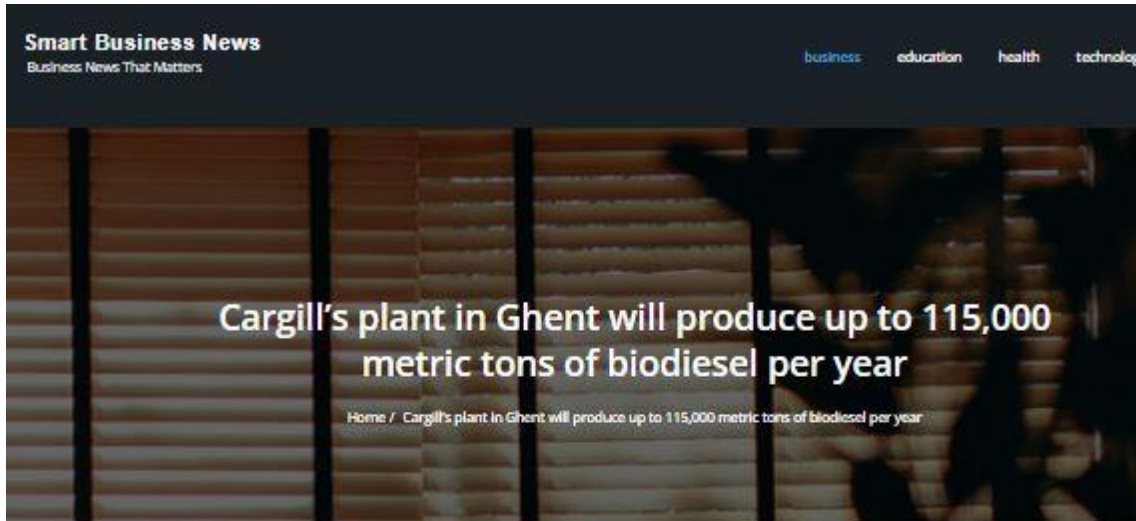 Smart Business News
Business News That Matters
business education health technolog
Cargill’s plant in Ghent will produce up to 115,000
metric tons of biodiesel per year
Home / Cargill’s plant in Ghent will produce up to 115,000 metric tons of biodiesel per year